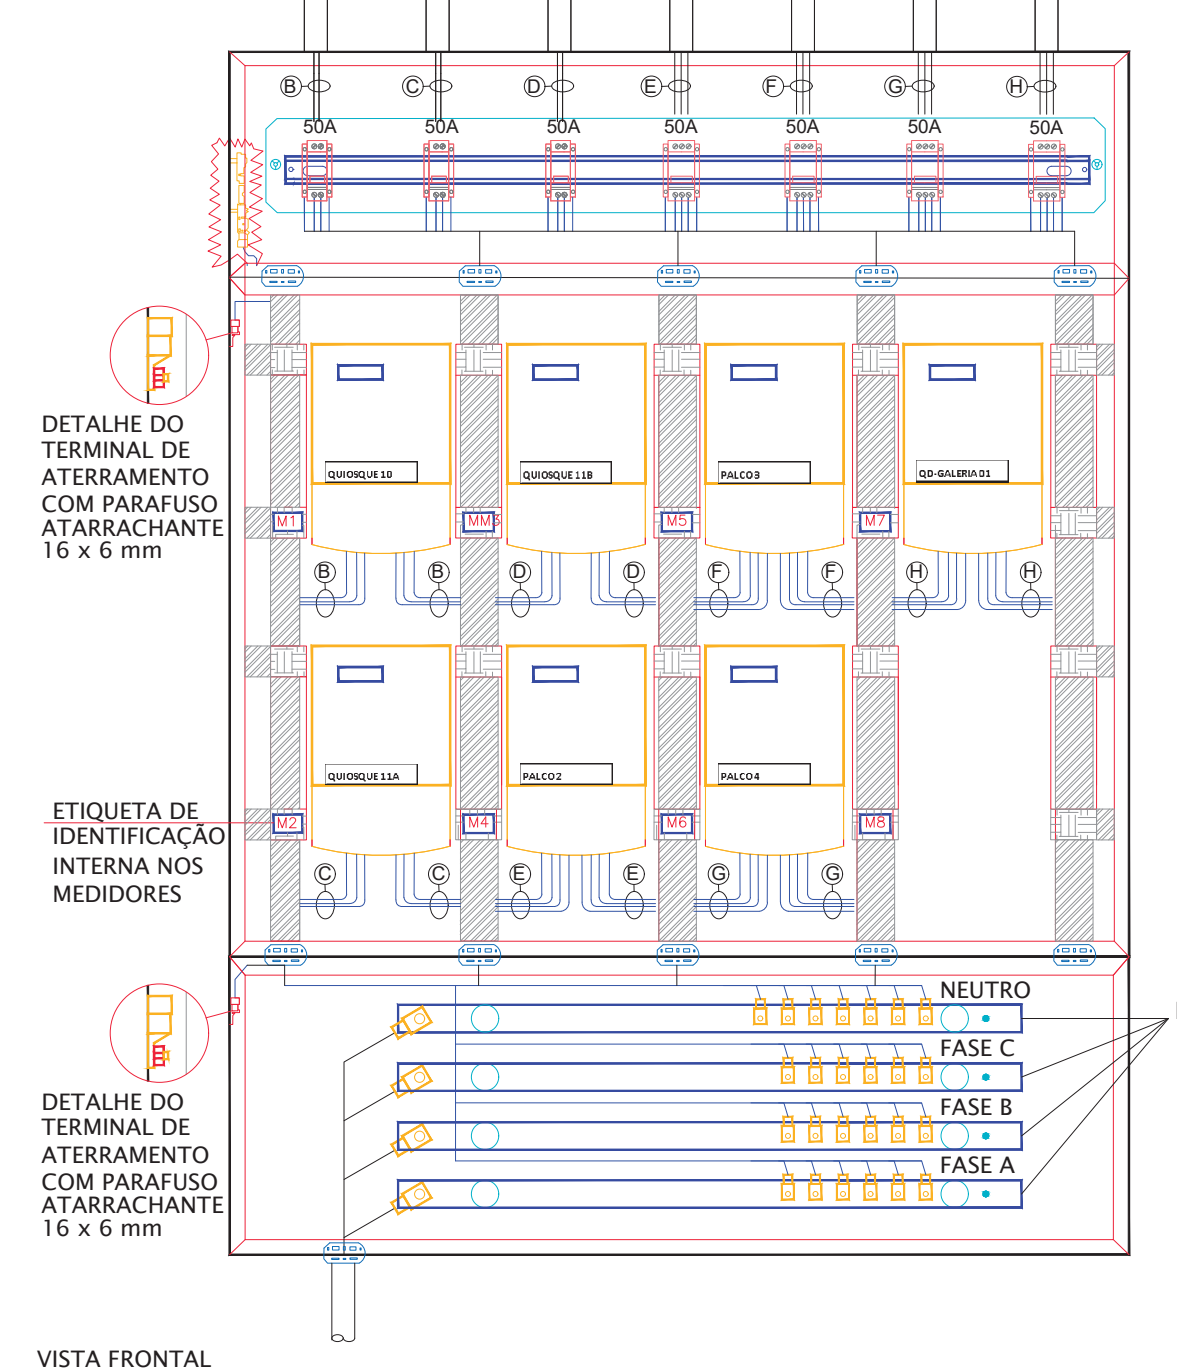 B C D E F G H
50A 50A 50A 50A 50A 50A 50A
DETALHE DO
TERMINAL DE
ATERRAMENTO
COM PARAFUSO
ATARRACHANTE
16 x 6 mm
QUIOSQUE 10 QUIOSQUE 11B PALCO3 QD-GALERIA 01
M1 MM3 M5 M7
B B D D F F H H
QUIOSQUE 11A PALCO2 PALCO4
ETIQUETA DE
IDENTIFICAÇÃO
INTERNA NOS
MEDIDORES
M2 M4 M6 M8
C C E E G G
NEUTRO
FASE C
FASE B
FASE A
DETALHE DO
TERMINAL DE
ATERRAMENTO
COM PARAFUSO
ATARRACHANTE
16 x 6 mm
VISTA FRONTAL